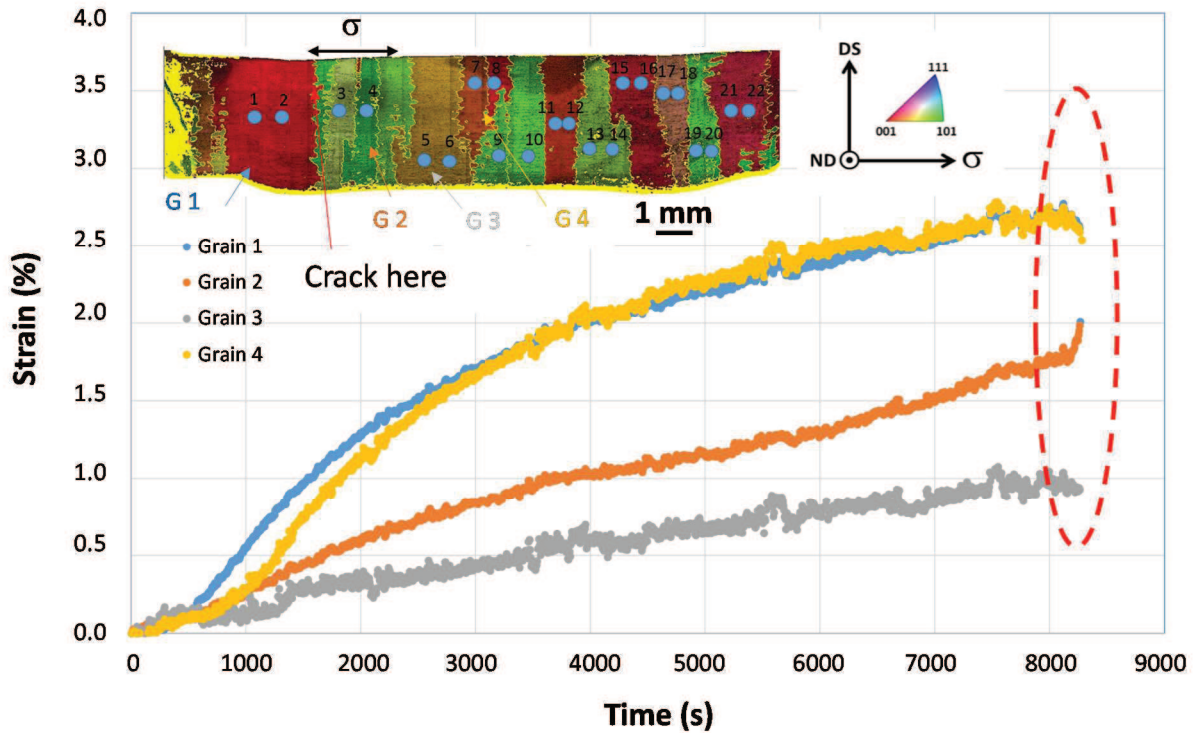 4.0
3.5
3.0
2.5
2.0
1.5
1.0
0.5
0.0
Strain (%)
σ
1 2 3 4 5 6 7 8 9 10 11 12 13 14 15 16 17 18 19 20 21 22
DS
111
001 101
ND σ
G 1
G 2
G 3
G 4
1 mm
Crack here
Grain 1
Grain 2
Grain 3
Grain 4
0 1000 2000 3000 4000 5000 6000 7000 8000 9000
Time (s)